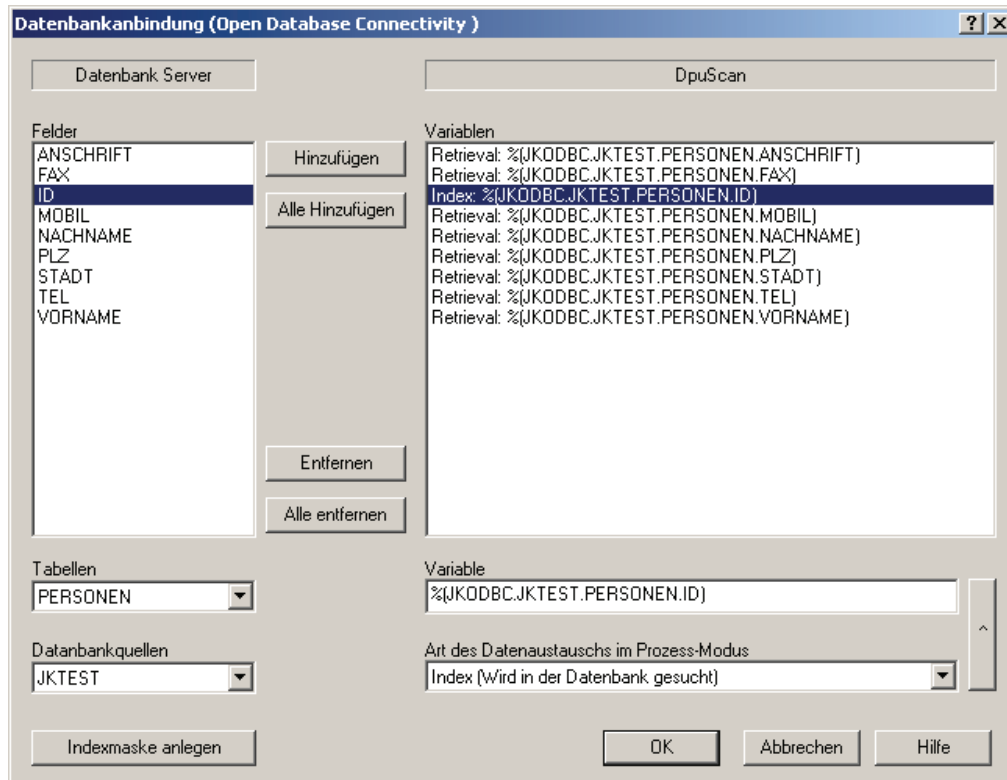 Datenbankanbindung (Open Database Connectivity )
Datenbank Server
DpuScan
Felder
ANSCHRIFT
FAX
ID
MOBIL
NACHNAME
PLZ
STADT
TEL
VORNAME
Hinzufügen
Alle Hinzufügen
Entfernen
Alle entfernen
Variablen
Retrieval: %(JKODBC.JKTEST.PERSONEN.ANSCHRIFT)
Retrieval: %(JKODBC.JKTEST.PERSONEN.FAX)
Index: %(JKODBC.JKTEST.PERSONEN.ID)
Retrieval: %(JKODBC.JKTEST.PERSONEN.MOBIL)
Retrieval: %(JKODBC.JKTEST.PERSONEN.NACHNAME)
Retrieval: %(JKODBC.JKTEST.PERSONEN.PLZ)
Retrieval: %(JKODBC.JKTEST.PERSONEN.STADT)
Retrieval: %(JKODBC.JKTEST.PERSONEN.TEL)
Retrieval: %(JKODBC.JKTEST.PERSONEN.VORNAME)
Tabellen
PERSONEN
Datanbankquellen
JKTEST
Variable
%(JKODBC.JKTEST.PERSONEN.ID)
^
Art des Datenaustauschs im Prozess-Modus
Index (Wird in der Datenbank gesucht)
Indexmaske anlegen
OK
Abbrechen
Hilfe